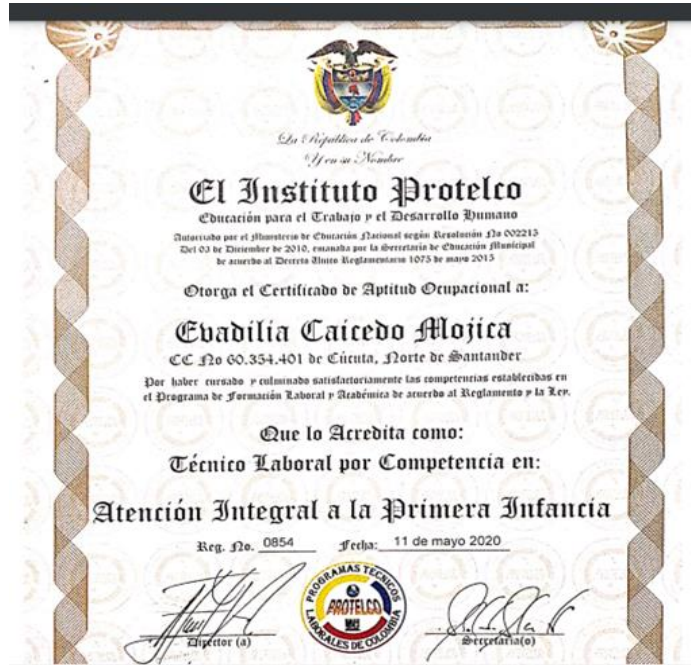 La República de Colombia
Y en su Nombre
El Instituto Protelco
Educación para el Trabajo y el Desarrollo Humano
Autorizado por el Ministerio de Educación Nacional según Resolución No 002215
Del 03 de Diciembre de 2010, emanada por la Secretaría de Educación Municipal
de acuerdo al Decreto Único Reglamentario 1075 de mayo 2015
Otorga el Certificado de Aptitud Ocupacional a:
Evadilia Caicedo Mojica
CC No 60.354.401 de Cúcuta, Norte de Santander
Por haber cursado y culminado satisfactoriamente las competencias establecidas en
el Programa de Formación Laboral y Académica de acuerdo al Reglamento y la Ley.
Que lo Acredita como:
Técnico Laboral por Competencia en:
Atención Integral a la Primera Infancia
Reg. No. 0854 Fecha: 11 de mayo 2020
PROGRAMAS TECNICOS
PROTELCO
LABORALES DE COLOMBIA
Director (a) Secretaria(o)